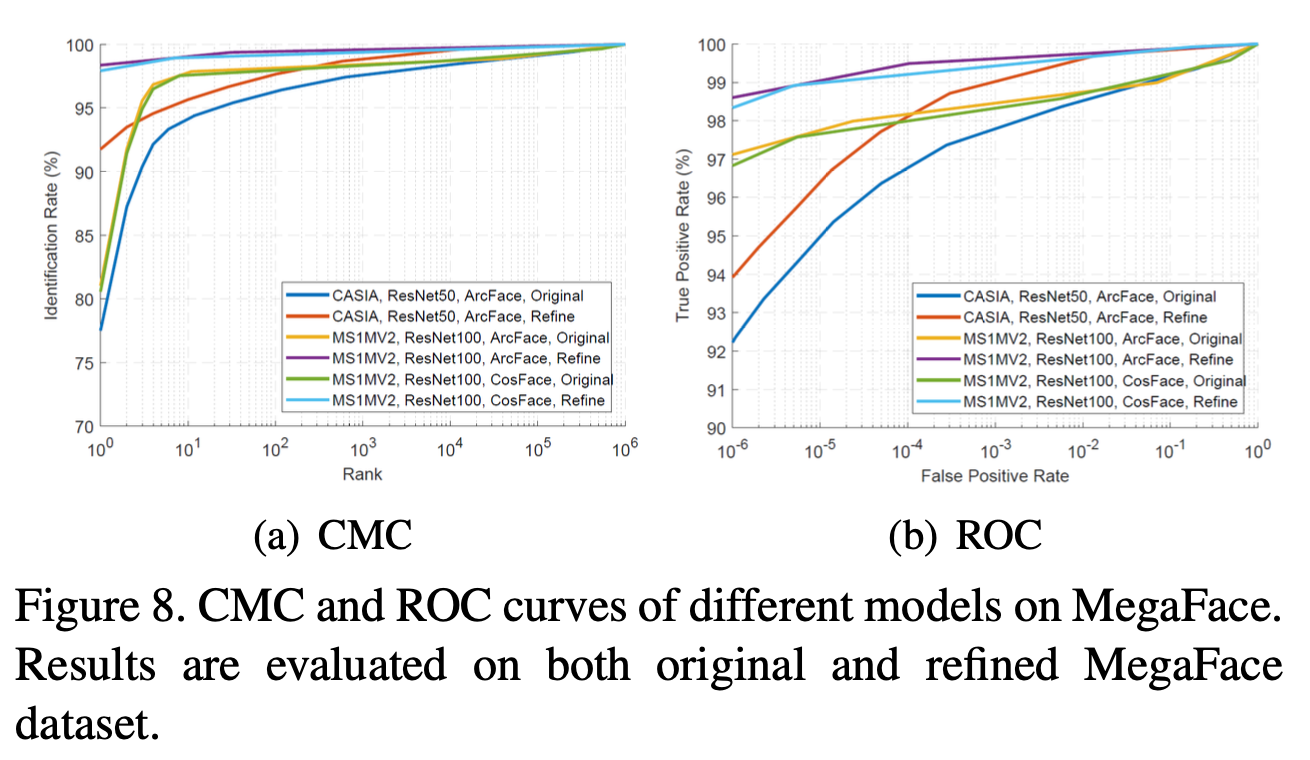 100
95
90
85
80
75
70
Identification Rate (%)
10^0 10^1 10^2 10^3 10^4 10^5 10^6
Rank
CASIA, ResNet50, ArcFace, Original
CASIA, ResNet50, ArcFace, Refine
MS1MV2, ResNet100, ArcFace, Original
MS1MV2, ResNet100, ArcFace, Refine
MS1MV2, ResNet100, CosFace, Original
MS1MV2, ResNet100, CosFace, Refine
(a) CMC
100
99
98
97
96
95
94
93
92
91
90
True Positive Rate (%)
10^-6 10^-5 10^-4 10^-3 10^-2 10^-1 10^0
False Positive Rate
CASIA, ResNet50, ArcFace, Original
CASIA, ResNet50, ArcFace, Refine
MS1MV2, ResNet100, ArcFace, Original
MS1MV2, ResNet100, ArcFace, Refine
MS1MV2, ResNet100, CosFace, Original
MS1MV2, ResNet100, CosFace, Refine
(b) ROC
Figure 8. CMC and ROC curves of different models on MegaFace.
Results are evaluated on both original and refined MegaFace
dataset.